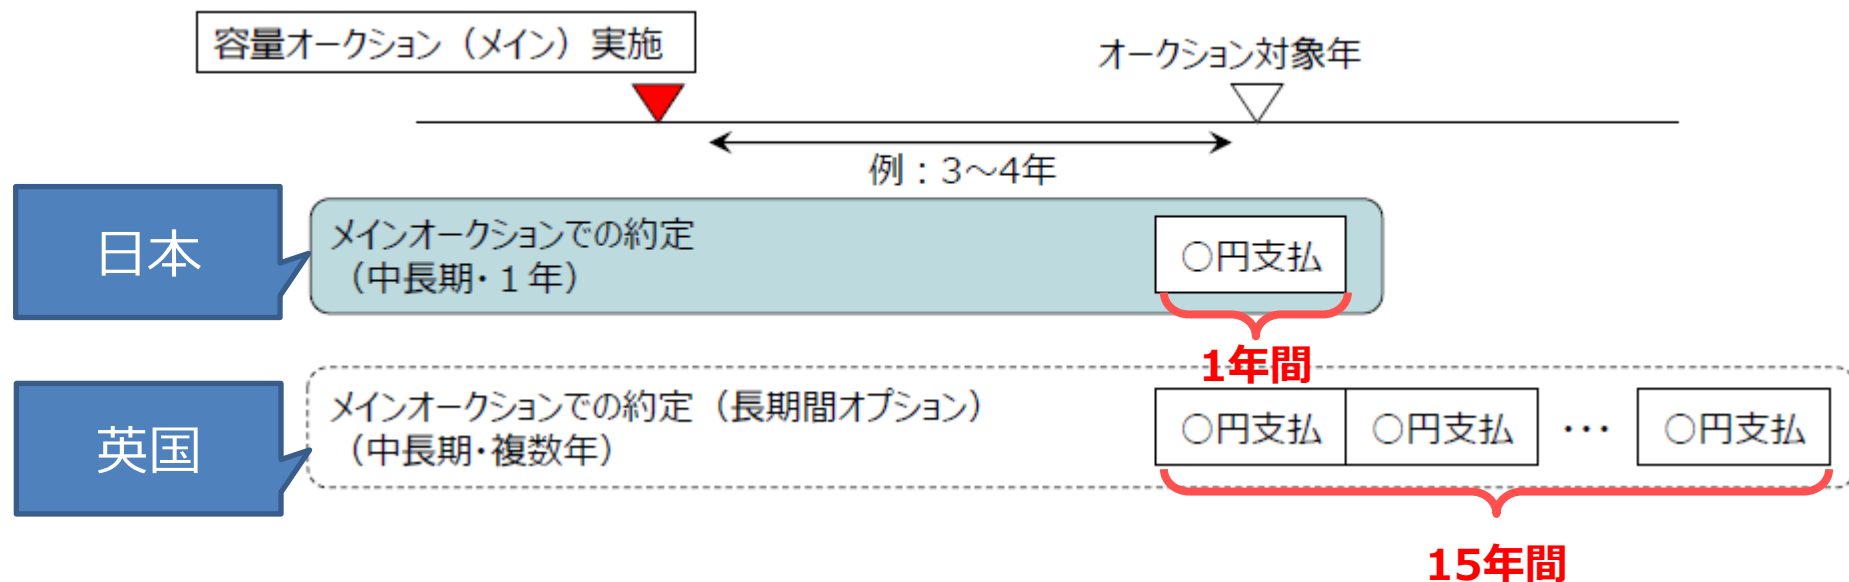 容量オークション（メイン）実施
オークション対象年
例：3～4年
日本
メインオークションでの約定
（中長期・１年）
○円支払
1年間
英国
メインオークションでの約定（長期間オプション）
（中長期・複数年）
○円支払 ○円支払 ・・・ ○円支払
15年間